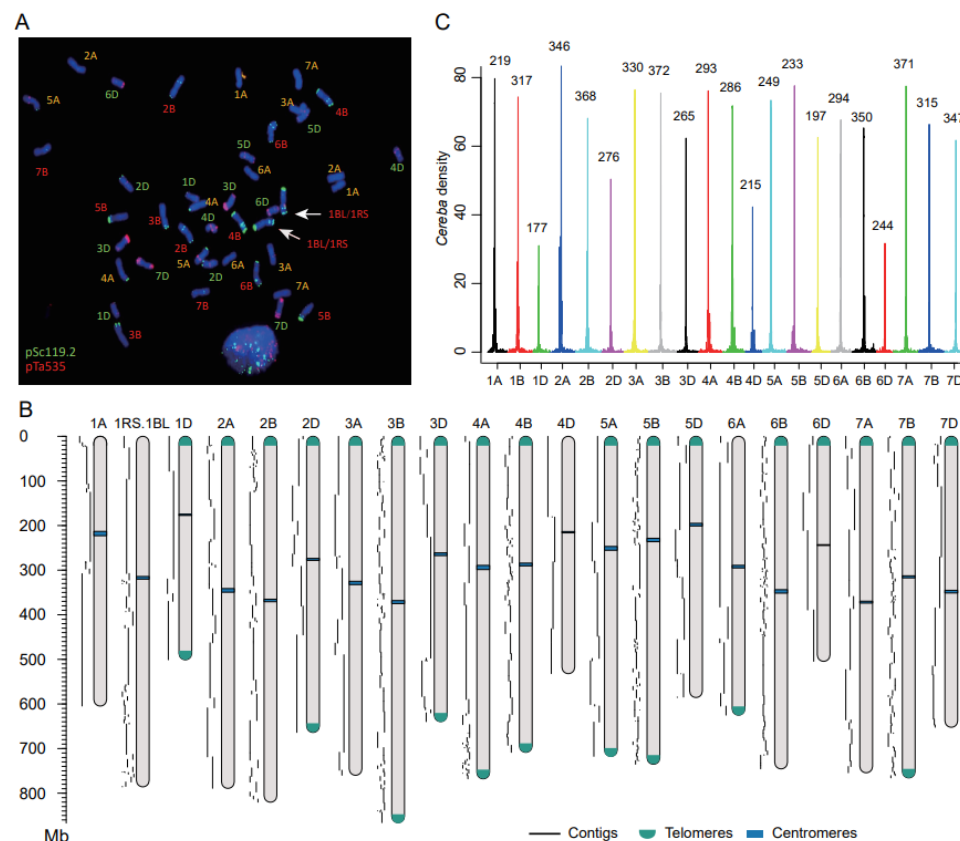 A
2A
6D
5A
2B
1A
7A
3A
4B
5D
6B
7B
5D
6A
4D
2A
1A
2D
1D
3D
4A
6D
1BL/1RS
5B
3B
4D
4B
1BL/1RS
3D
2B
5A
2D
6A
3A
4A
7D
6B
7A
1D
7B
7D
5B
3B
pSc119.2
pTa535
C
Cereba density
80
60
40
20
0
219
317
177
346
368
276
330
372
265
293
286
215
249
233
197
294
350
244
371
315
347
1A 1B 1D 2A 2B 2D 3A 3B 3D 4A 4B 4D 5A 5B 5D 6A 6B 6D 7A 7B 7D
B
1A 1RS.1BL 1D 2A 2B 2D 3A 3B 3D 4A 4B 4D 5A 5B 5D 6A 6B 6D 7A 7B 7D
0
100
200
300
400
500
600
700
800
Mb
Contigs Telomeres Centromeres